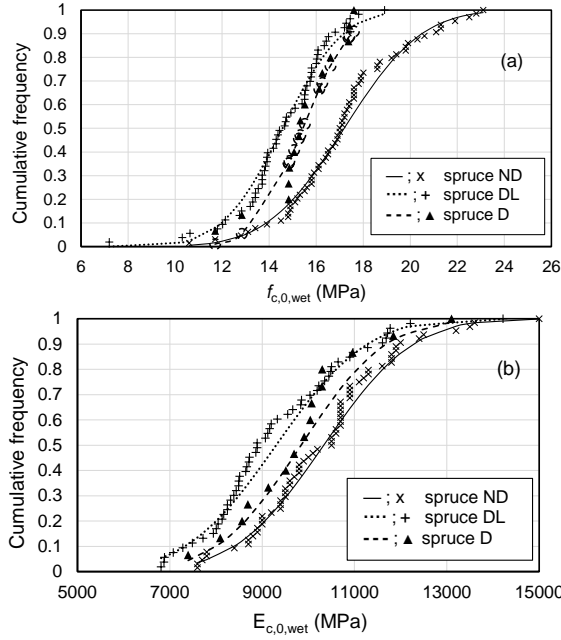 1
0.9
(a)
0.8
0.7
0.6
0.5
0.4
0.3
0.2
0.1
0
Cumulative frequency
; x spruce ND
; + spruce DL
; ▲ spruce D
6 8 10 12 14 16 18 20 22 24 26
fc,0,wet (MPa)
1
0.9
(b)
0.8
0.7
0.6
0.5
0.4
0.3
0.2
0.1
0
Cumulative frequency
; x spruce ND
; + spruce DL
; ▲ spruce D
5000 7000 9000 11000 13000 15000
Ec,0,wet (MPa)